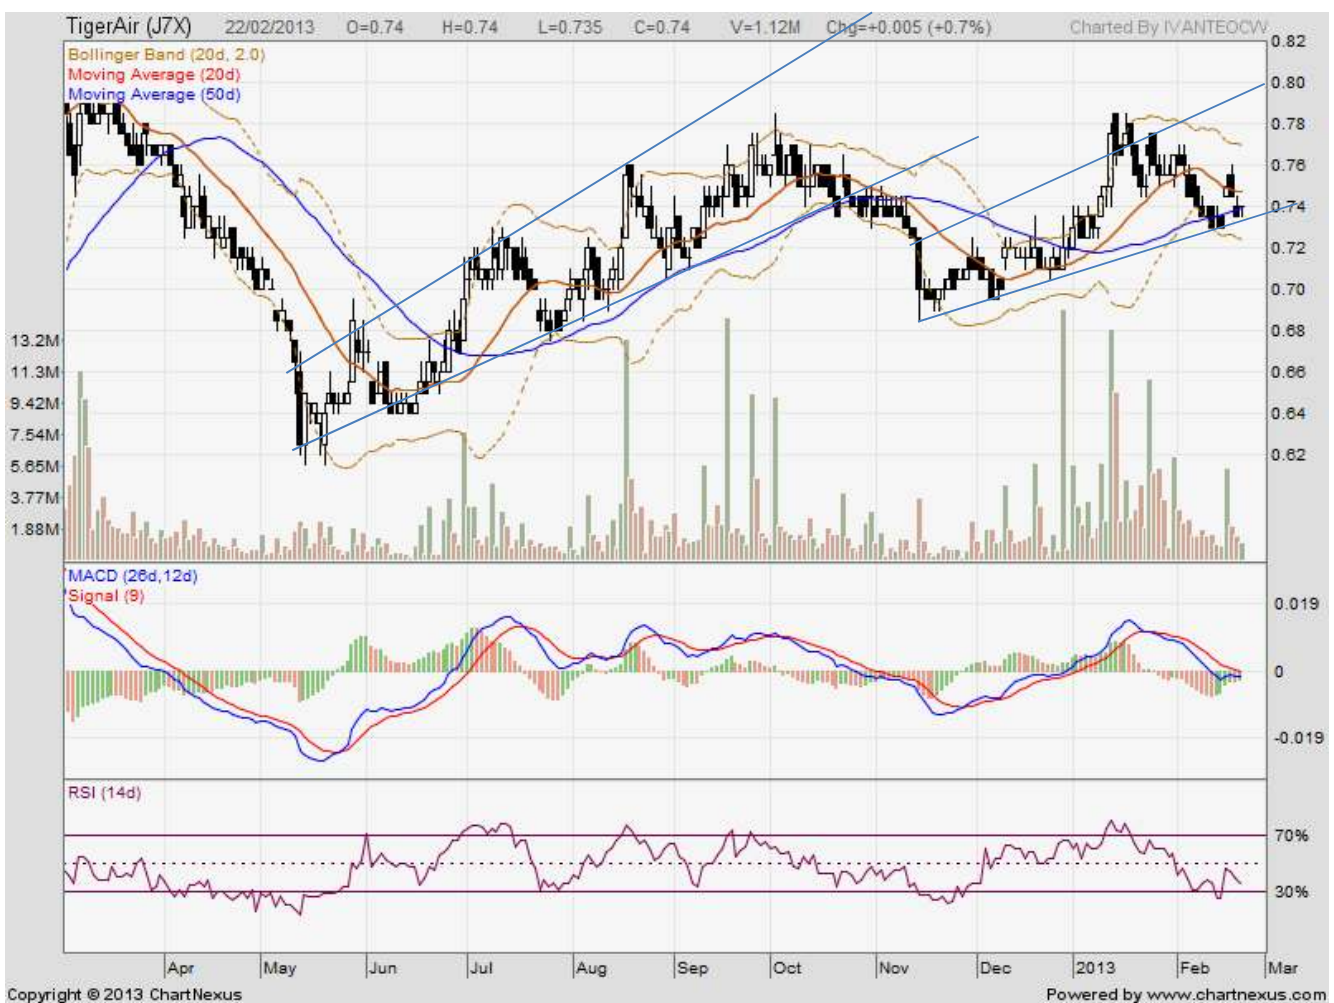 TigerAir (J7X) 22/02/2013 O=0.74 H=0.74 L=0.735 C=0.74 V=1.12M Chg=+0.005 (+0.7%) Charted By IVANTEOCW
Bollinger Band (20d, 2.0)
Moving Average (20d)
Moving Average (50d)
0.82
0.80
0.78
0.76
0.74
0.72
0.70
0.68
0.66
0.64
0.62
13.2M
11.3M
9.42M
7.54M
5.65M
3.77M
1.88M
MACD (26d,12d)
Signal (9)
0.019
0
-0.019
RSI (14d)
70%
30%
Apr May Jun Jul Aug Sep Oct Nov Dec 2013 Feb Mar
Copyright © 2013 ChartNexus Powered by www.chartnexus.com